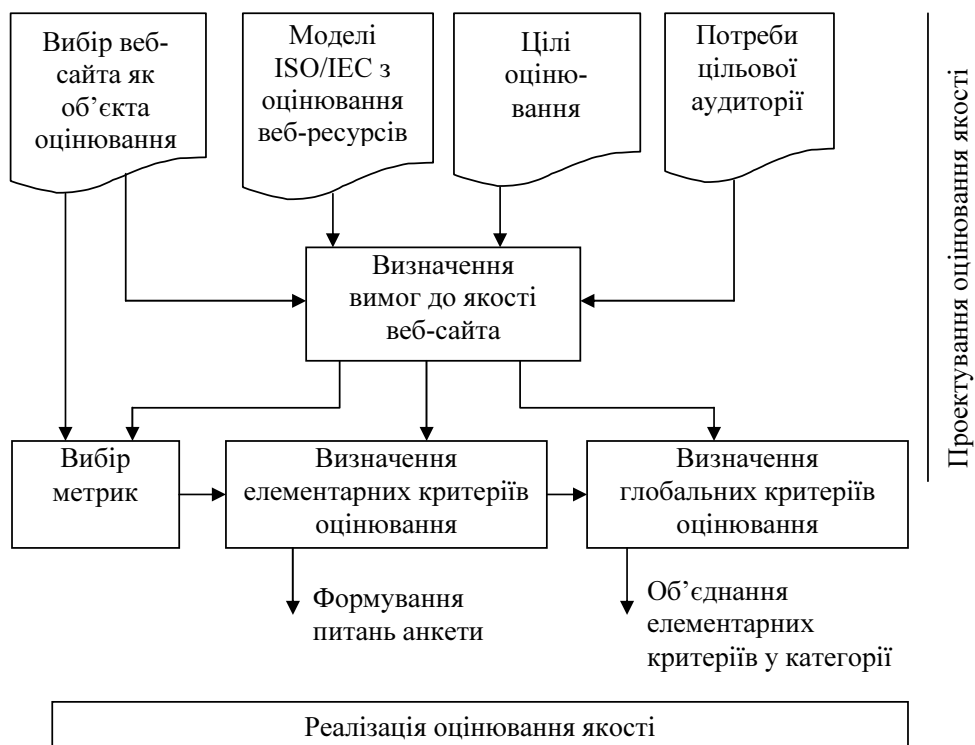 Вибір веб-
сайта як
об’єкта
оцінювання
Моделі
ISO/IEC з
оцінювання
веб-ресурсів
Цілі
оціню-
вання
Потреби
цільової
аудиторії
Проектування оцінювання якості
Визначення
вимог до якості
веб-сайта
Вибір
метрик
Визначення
елементарних критеріїв
оцінювання
Визначення
глобальних критеріїв
оцінювання
Формування
питань анкети
Об’єднання
елементарних
критеріїв у категорії
Реалізація оцінювання якості